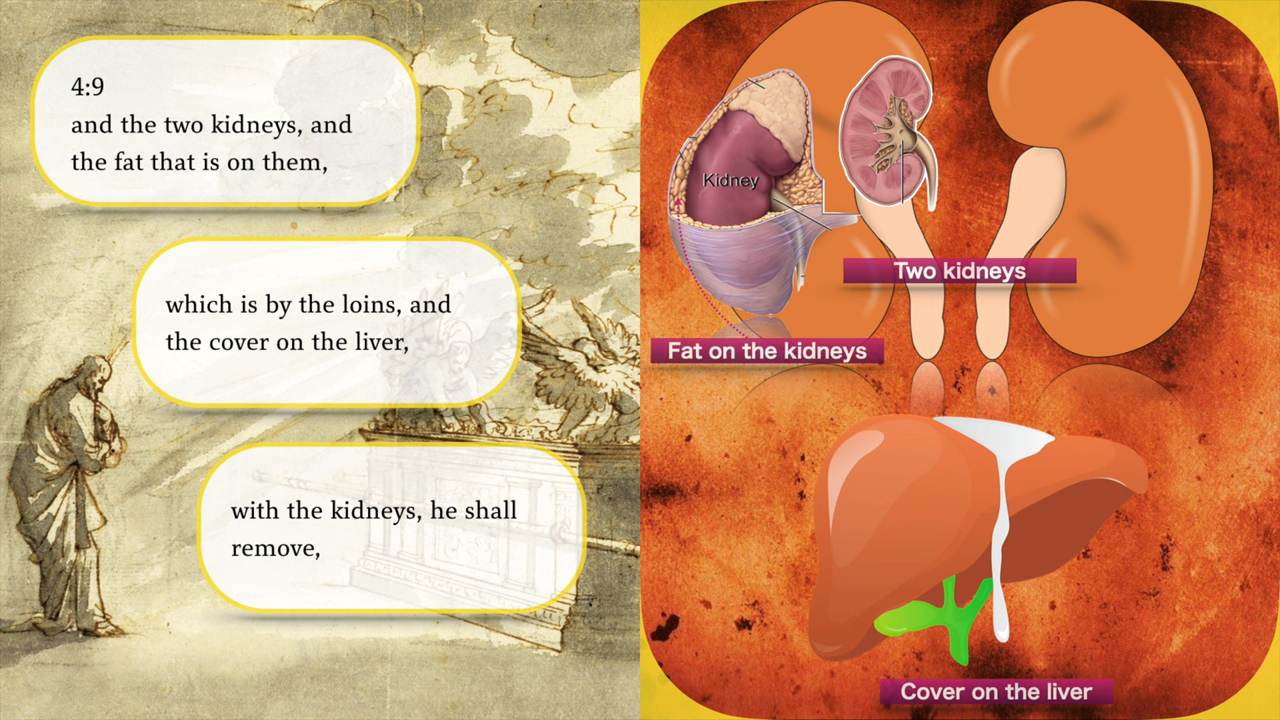 4:9
and the two kidneys, and
the fat that is on them,
which is by the loins, and
the cover on the liver,
with the kidneys, he shall
remove,
Kidney
Two kidneys
Fat on the kidneys
Cover on the liver